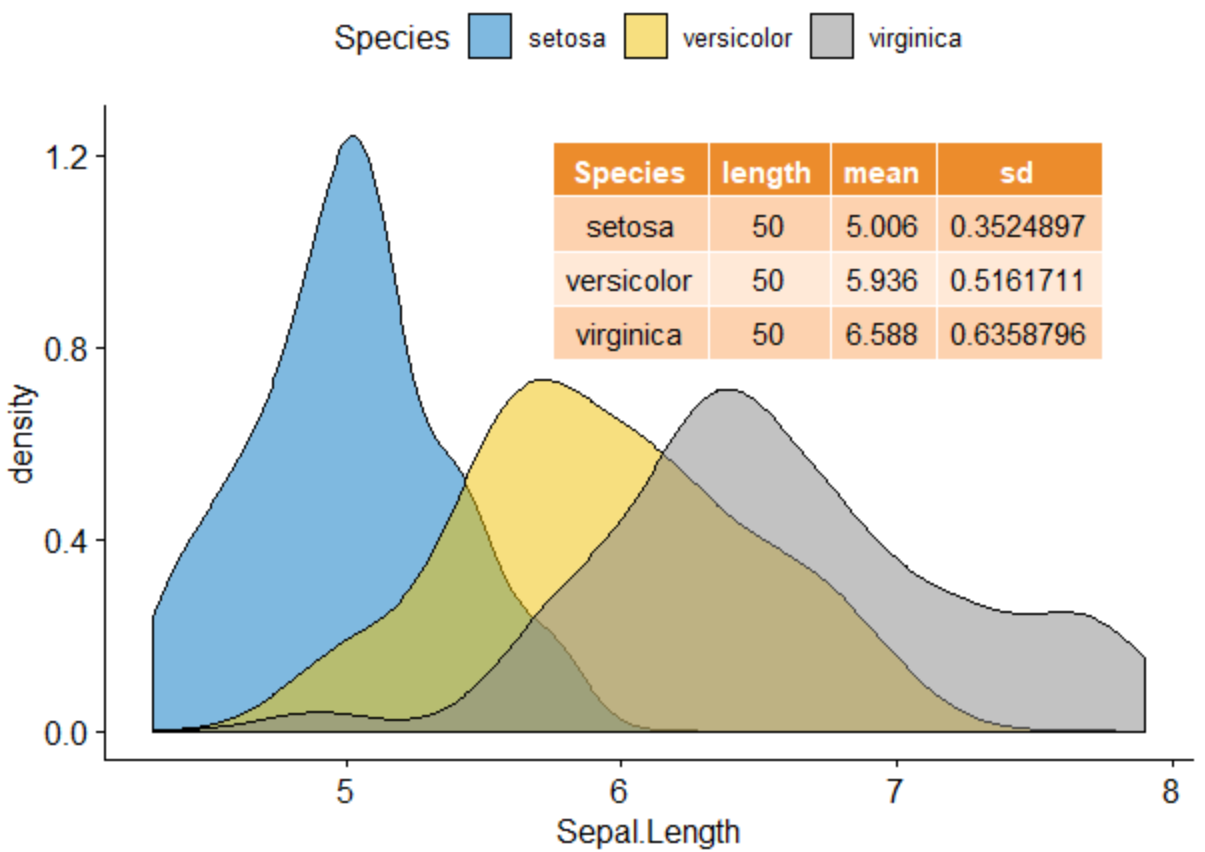 Species setosa versicolor virginica
1.2
0.8
0.4
0.0
density
Species length mean sd
setosa 50 5.006 0.3524897
versicolor 50 5.936 0.5161711
virginica 50 6.588 0.6358796
5 6 7 8
Sepal.Length